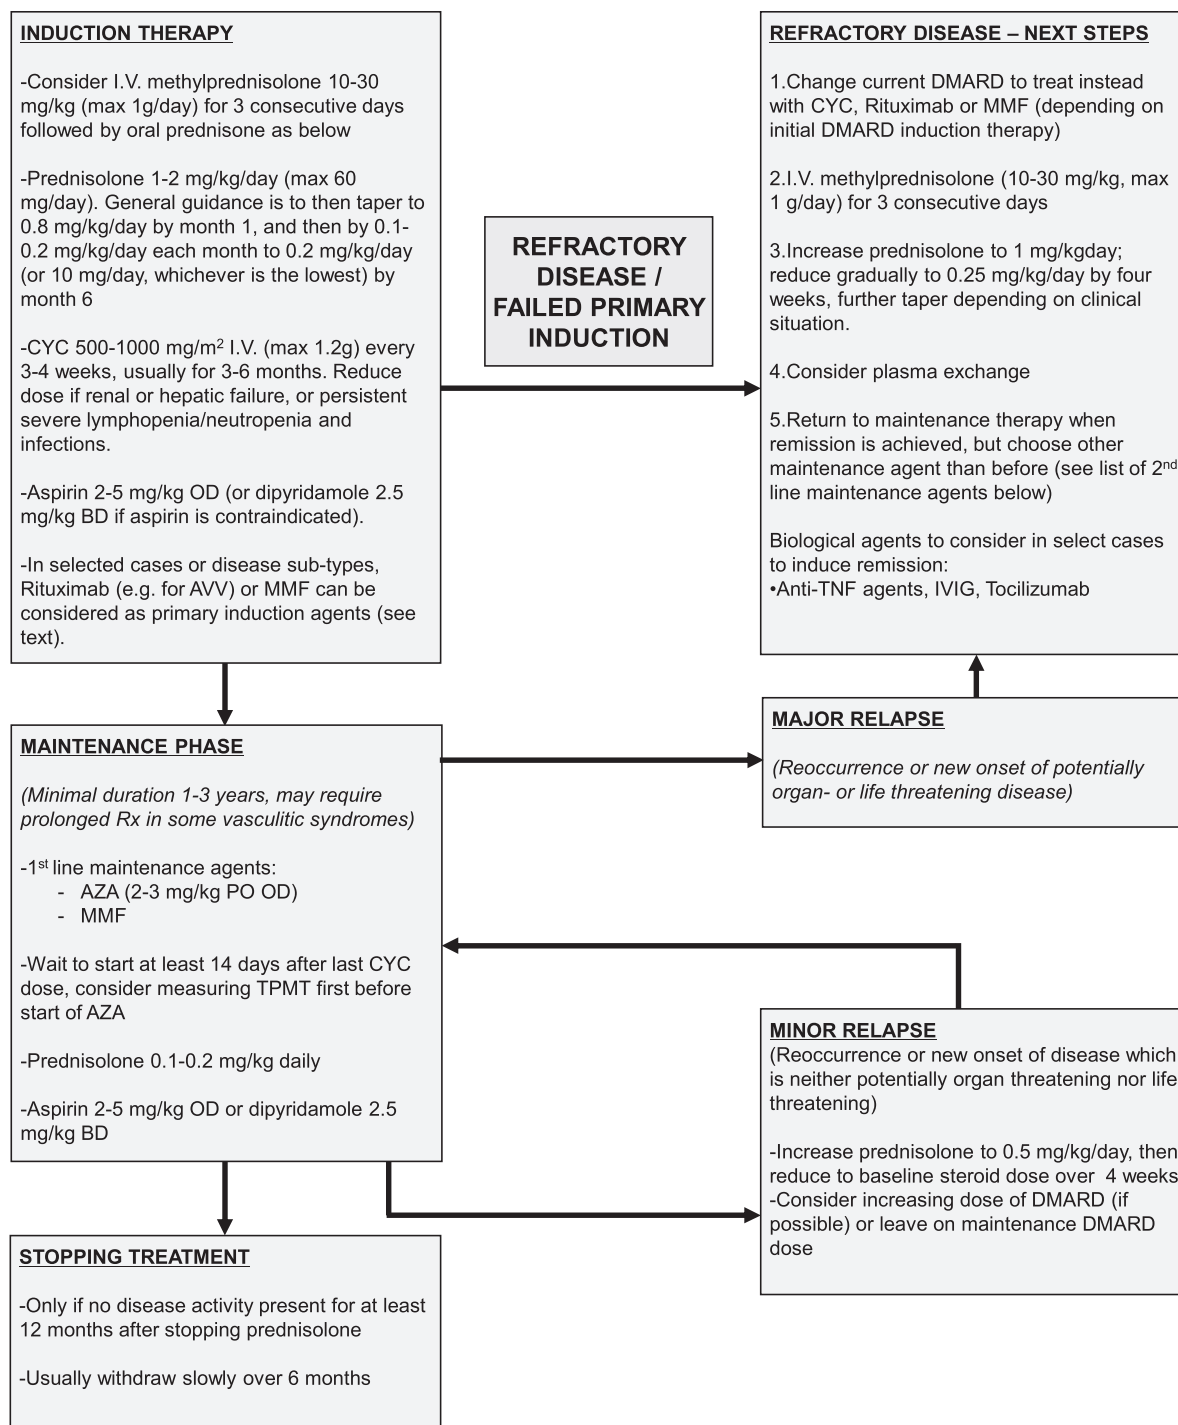 INDUCTION THERAPY
-Consider I.V. methylprednisolone 10-30
mg/kg (max 1g/day) for 3 consecutive days
followed by oral prednisone as below
-Prednisolone 1-2 mg/kg/day (max 60
mg/day). General guidance is to then taper to
0.8 mg/kg/day by month 1, and then by 0.1-
0.2 mg/kg/day each month to 0.2 mg/kg/day
(or 10 mg/day, whichever is the lowest) by
month 6
-CYC 500-1000 mg/m² I.V. (max 1.2g) every
3-4 weeks, usually for 3-6 months. Reduce
dose if renal or hepatic failure, or persistent
severe lymphopenia/neutropenia and
infections.
-Aspirin 2-5 mg/kg OD (or dipyridamole 2.5
mg/kg BD if aspirin is contraindicated).
-In selected cases or disease sub-types,
Rituximab (e.g. for AVV) or MMF can be
considered as primary induction agents (see
text).
REFRACTORY
DISEASE /
FAILED PRIMARY
INDUCTION
REFRACTORY DISEASE – NEXT STEPS
1.Change current DMARD to treat instead
with CYC, Rituximab or MMF (depending on
initial DMARD induction therapy)
2.I.V. methylprednisolone (10-30 mg/kg, max
1 g/day) for 3 consecutive days
3.Increase prednisolone to 1 mg/kgday;
reduce gradually to 0.25 mg/kg/day by four
weeks, further taper depending on clinical
situation.
4.Consider plasma exchange
5.Return to maintenance therapy when
remission is achieved, but choose other
maintenance agent than before (see list of 2nd
line maintenance agents below)
Biological agents to consider in select cases
to induce remission:
•Anti-TNF agents, IVIG, Tocilizumab
MAINTENANCE PHASE
(Minimal duration 1-3 years, may require
prolonged Rx in some vasculitic syndromes)
-1st line maintenance agents:
- AZA (2-3 mg/kg PO OD)
- MMF
-Wait to start at least 14 days after last CYC
dose, consider measuring TPMT first before
start of AZA
-Prednisolone 0.1-0.2 mg/kg daily
-Aspirin 2-5 mg/kg OD or dipyridamole 2.5
mg/kg BD
MAJOR RELAPSE
(Reoccurrence or new onset of potentially
organ- or life threatening disease)
MINOR RELAPSE
(Reoccurrence or new onset of disease which
is neither potentially organ threatening nor life
threatening)
-Increase prednisolone to 0.5 mg/kg/day, then
reduce to baseline steroid dose over 4 weeks
-Consider increasing dose of DMARD (if
possible) or leave on maintenance DMARD
dose
STOPPING TREATMENT
-Only if no disease activity present for at least
12 months after stopping prednisolone
-Usually withdraw slowly over 6 months